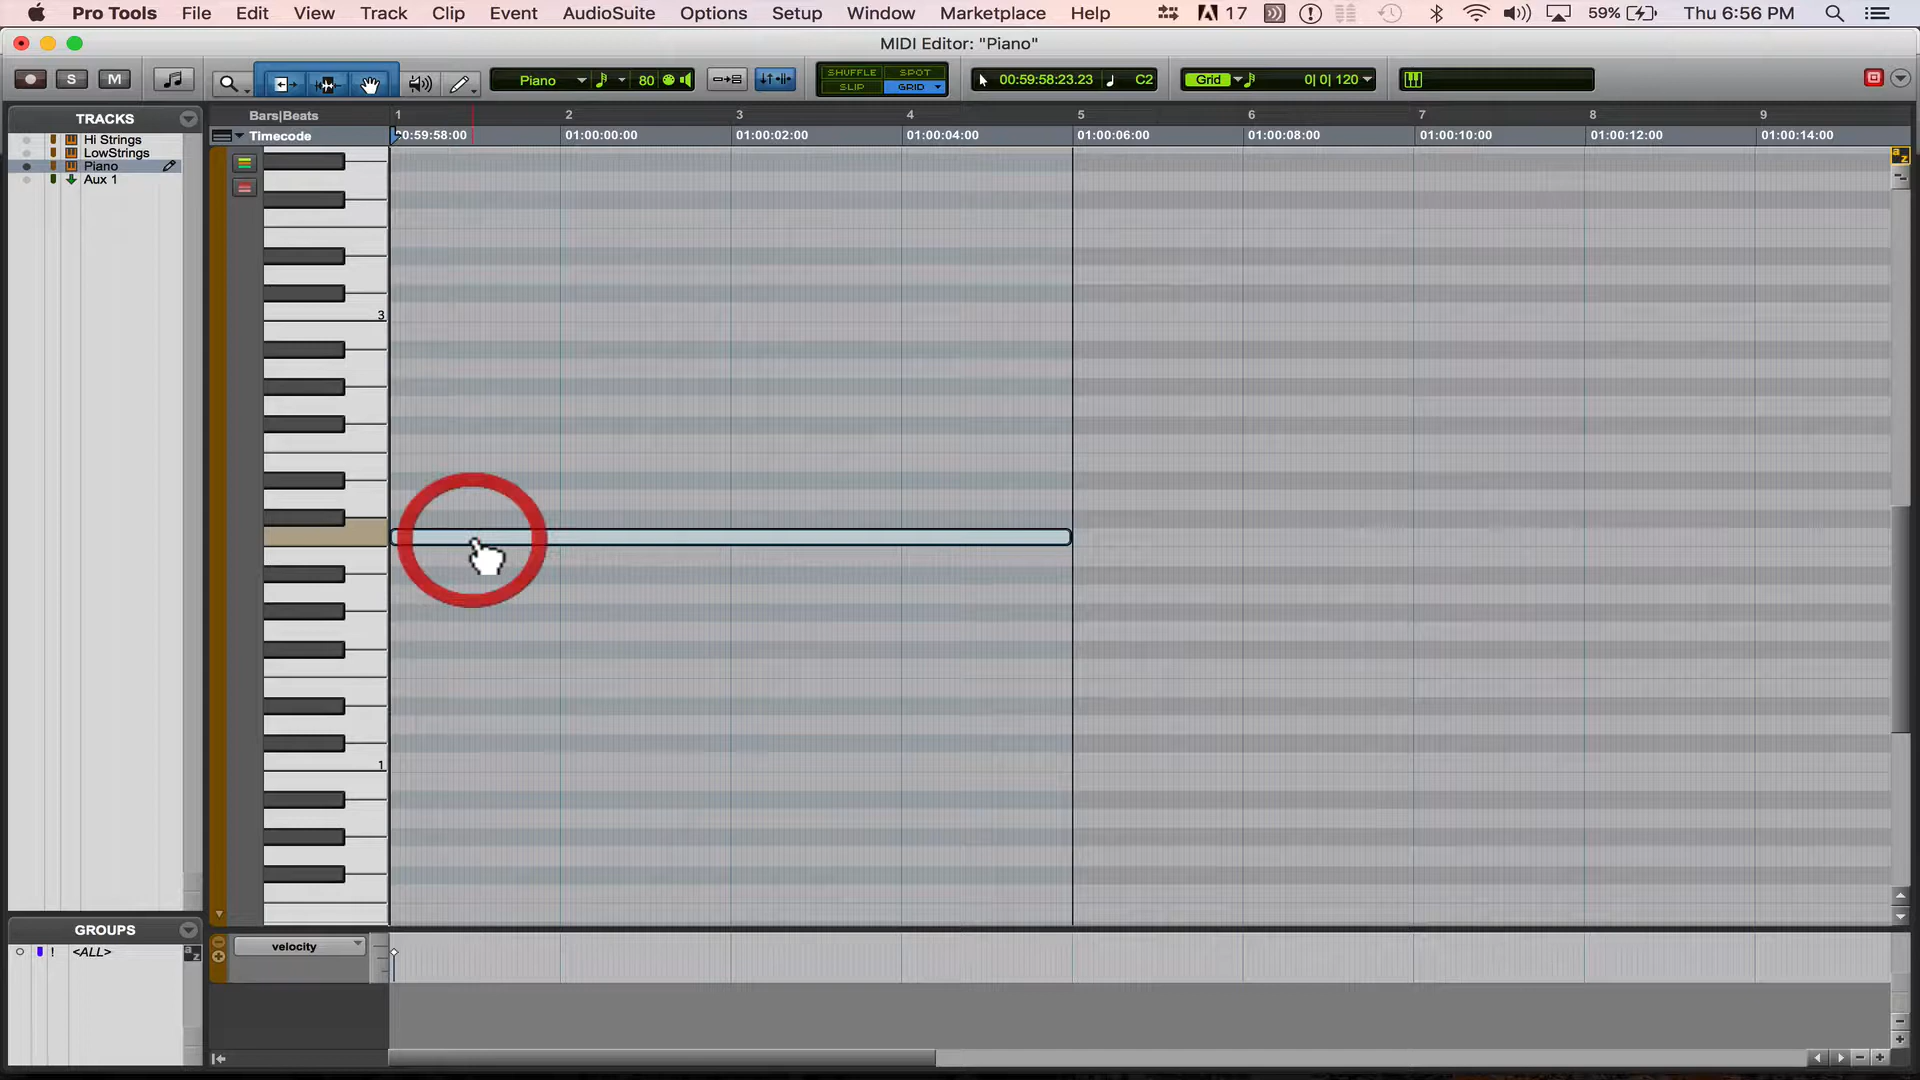 Pro Tools File Edit View Track Clip Event AudioSuite Options Setup Window Marketplace Help 17 59% Thu 6:56 PM
MIDI Editor: "Piano"
S M Piano 80 SHUFFLE SPOT SLIP GRID 00:59:58:23.23 C2 Grid 0| 0| 120
TRACKS
Hi Strings
LowStrings
Piano
Aux 1
Bars|Beats 1 2 3 4 5 6 7 8 9
Timecode 00:59:58:00 01:00:00:00 01:00:02:00 01:00:04:00 01:00:06:00 01:00:08:00 01:00:10:00 01:00:12:00 01:00:14:00
a z
3
1
GROUPS
! <ALL> a z
velocity